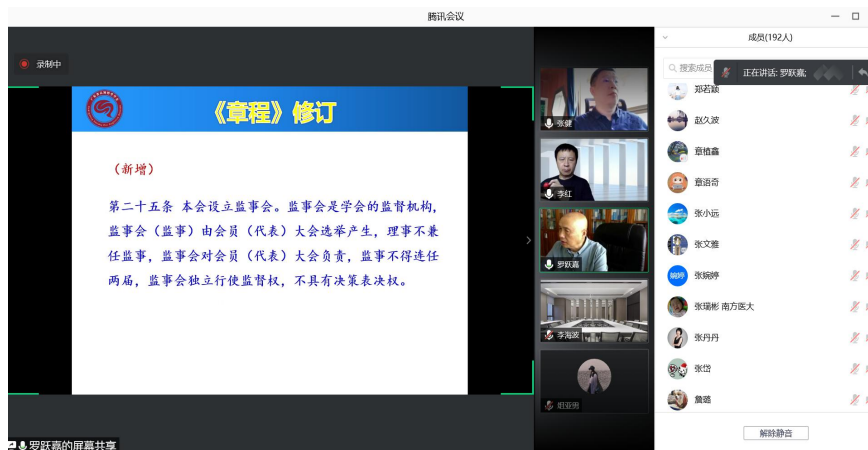 腾讯会议
录制中
《章程》修订
（新增）
第二十五条 本会设立监事会。监事会是学会的监督机构，
监事会（监事）由会员（代表）大会选举产生，理事不兼
任监事，监事会对会员（代表）大会负责，监事不得连任
两届，监事会独立行使监督权，不具有决策表决权。
罗跃嘉的屏幕共享
张健
李红
罗跃嘉
李海波
但亚男
成员(192人)
搜索成员
正在讲话: 罗跃嘉;
郑若颖
赵久波
章植鑫
章语奇
张小远
张文雅
婉婷
张婉婷
张瑞彬 南方医大
张丹丹
张岱
詹璐
解除静音